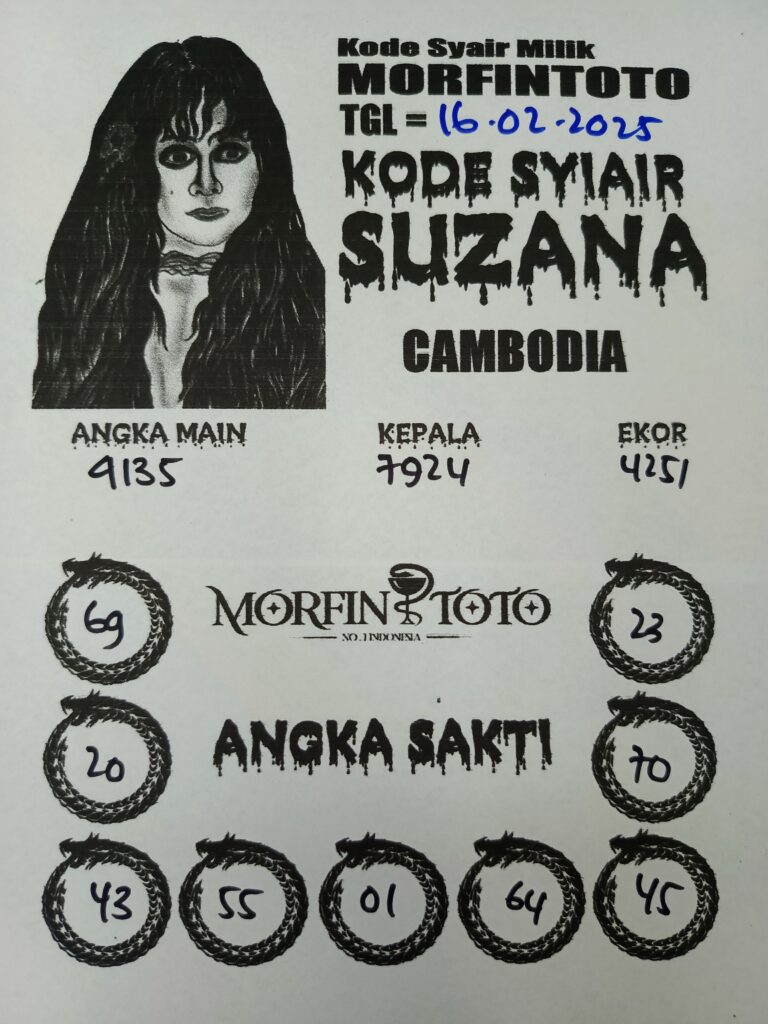 Kode Syair Milik
MORFINTOTO
TGL = 16.02.2025
KODE SYIAIR
SUZANA
CAMBODIA
ANGKA MAIN KEPALA EKOR
9135 7924 4251
69 MORFIN TOTO 23
NO.1 INDONESIA
20 ANGKA SAKTI 70
43 55 01 64 45